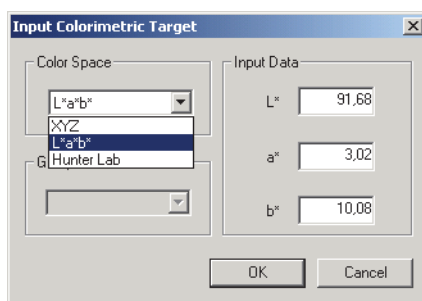 Input Colorimetric Target
Color Space
L*a*b*
XYZ
L*a*b*
Hunter Lab
Input Data
L* 91,68
a* 3,02
b* 10,08
OK Cancel